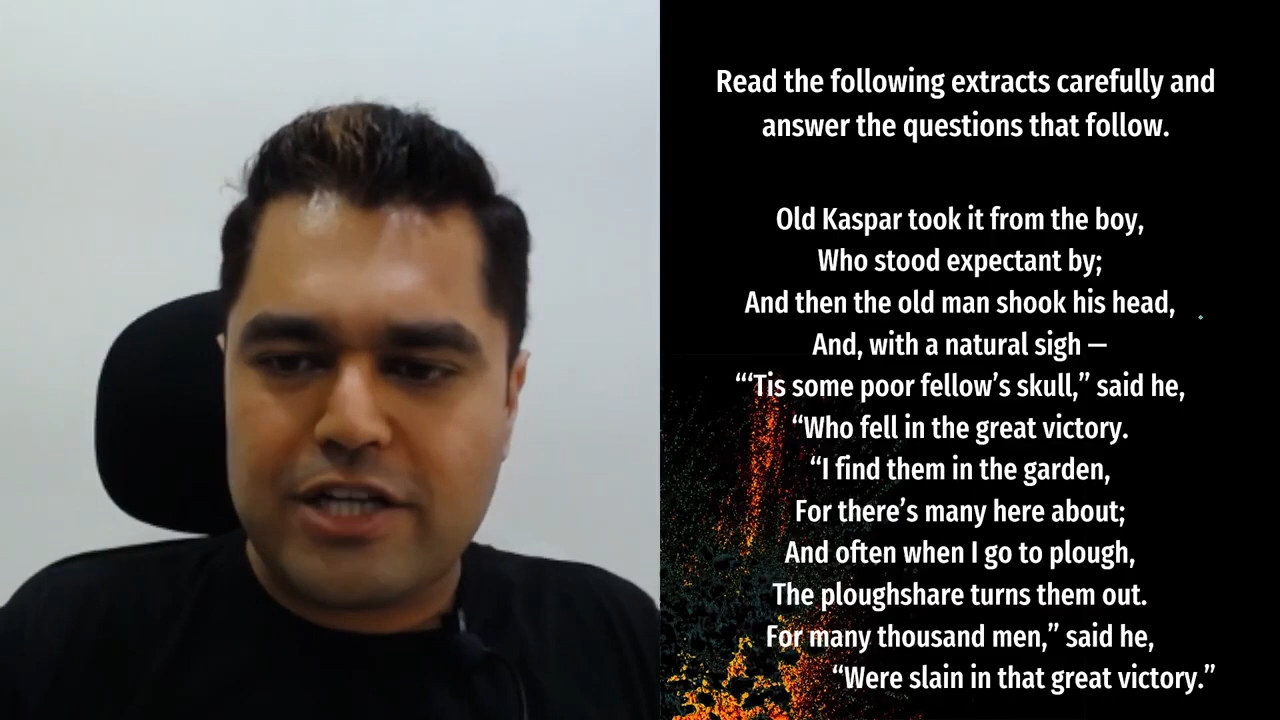 Read the following extracts carefully and
answer the questions that follow.
Old Kaspar took it from the boy,
Who stood expectant by;
And then the old man shook his head,
And, with a natural sigh —
“‘Tis some poor fellow’s skull,” said he,
“Who fell in the great victory.
“I find them in the garden,
For there’s many here about;
And often when I go to plough,
The ploughshare turns them out.
For many thousand men,” said he,
“Were slain in that great victory.”